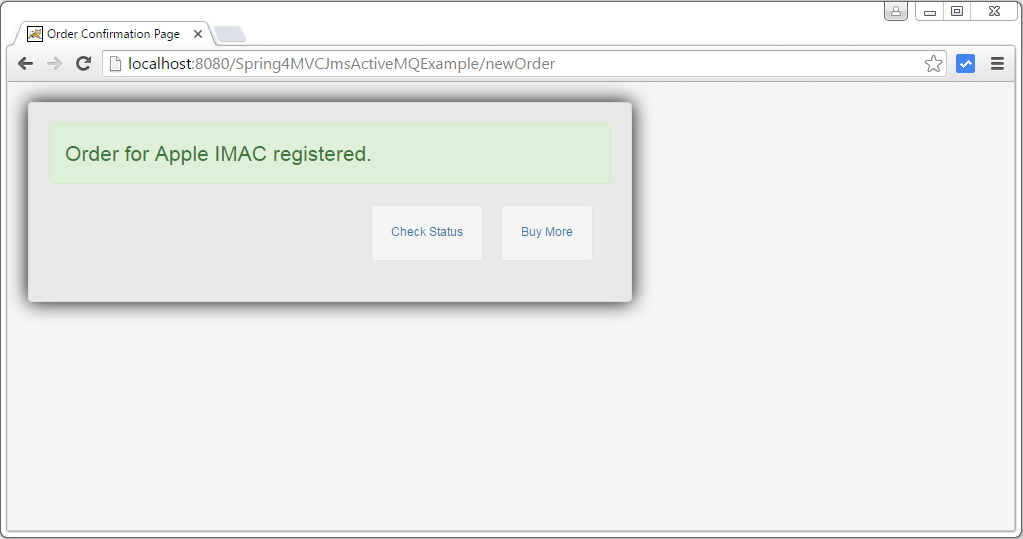 Order Confirmation Page
localhost:8080/Spring4MVCJmsActiveMQExample/newOrder
Order for Apple IMAC registered.
Check Status
Buy More